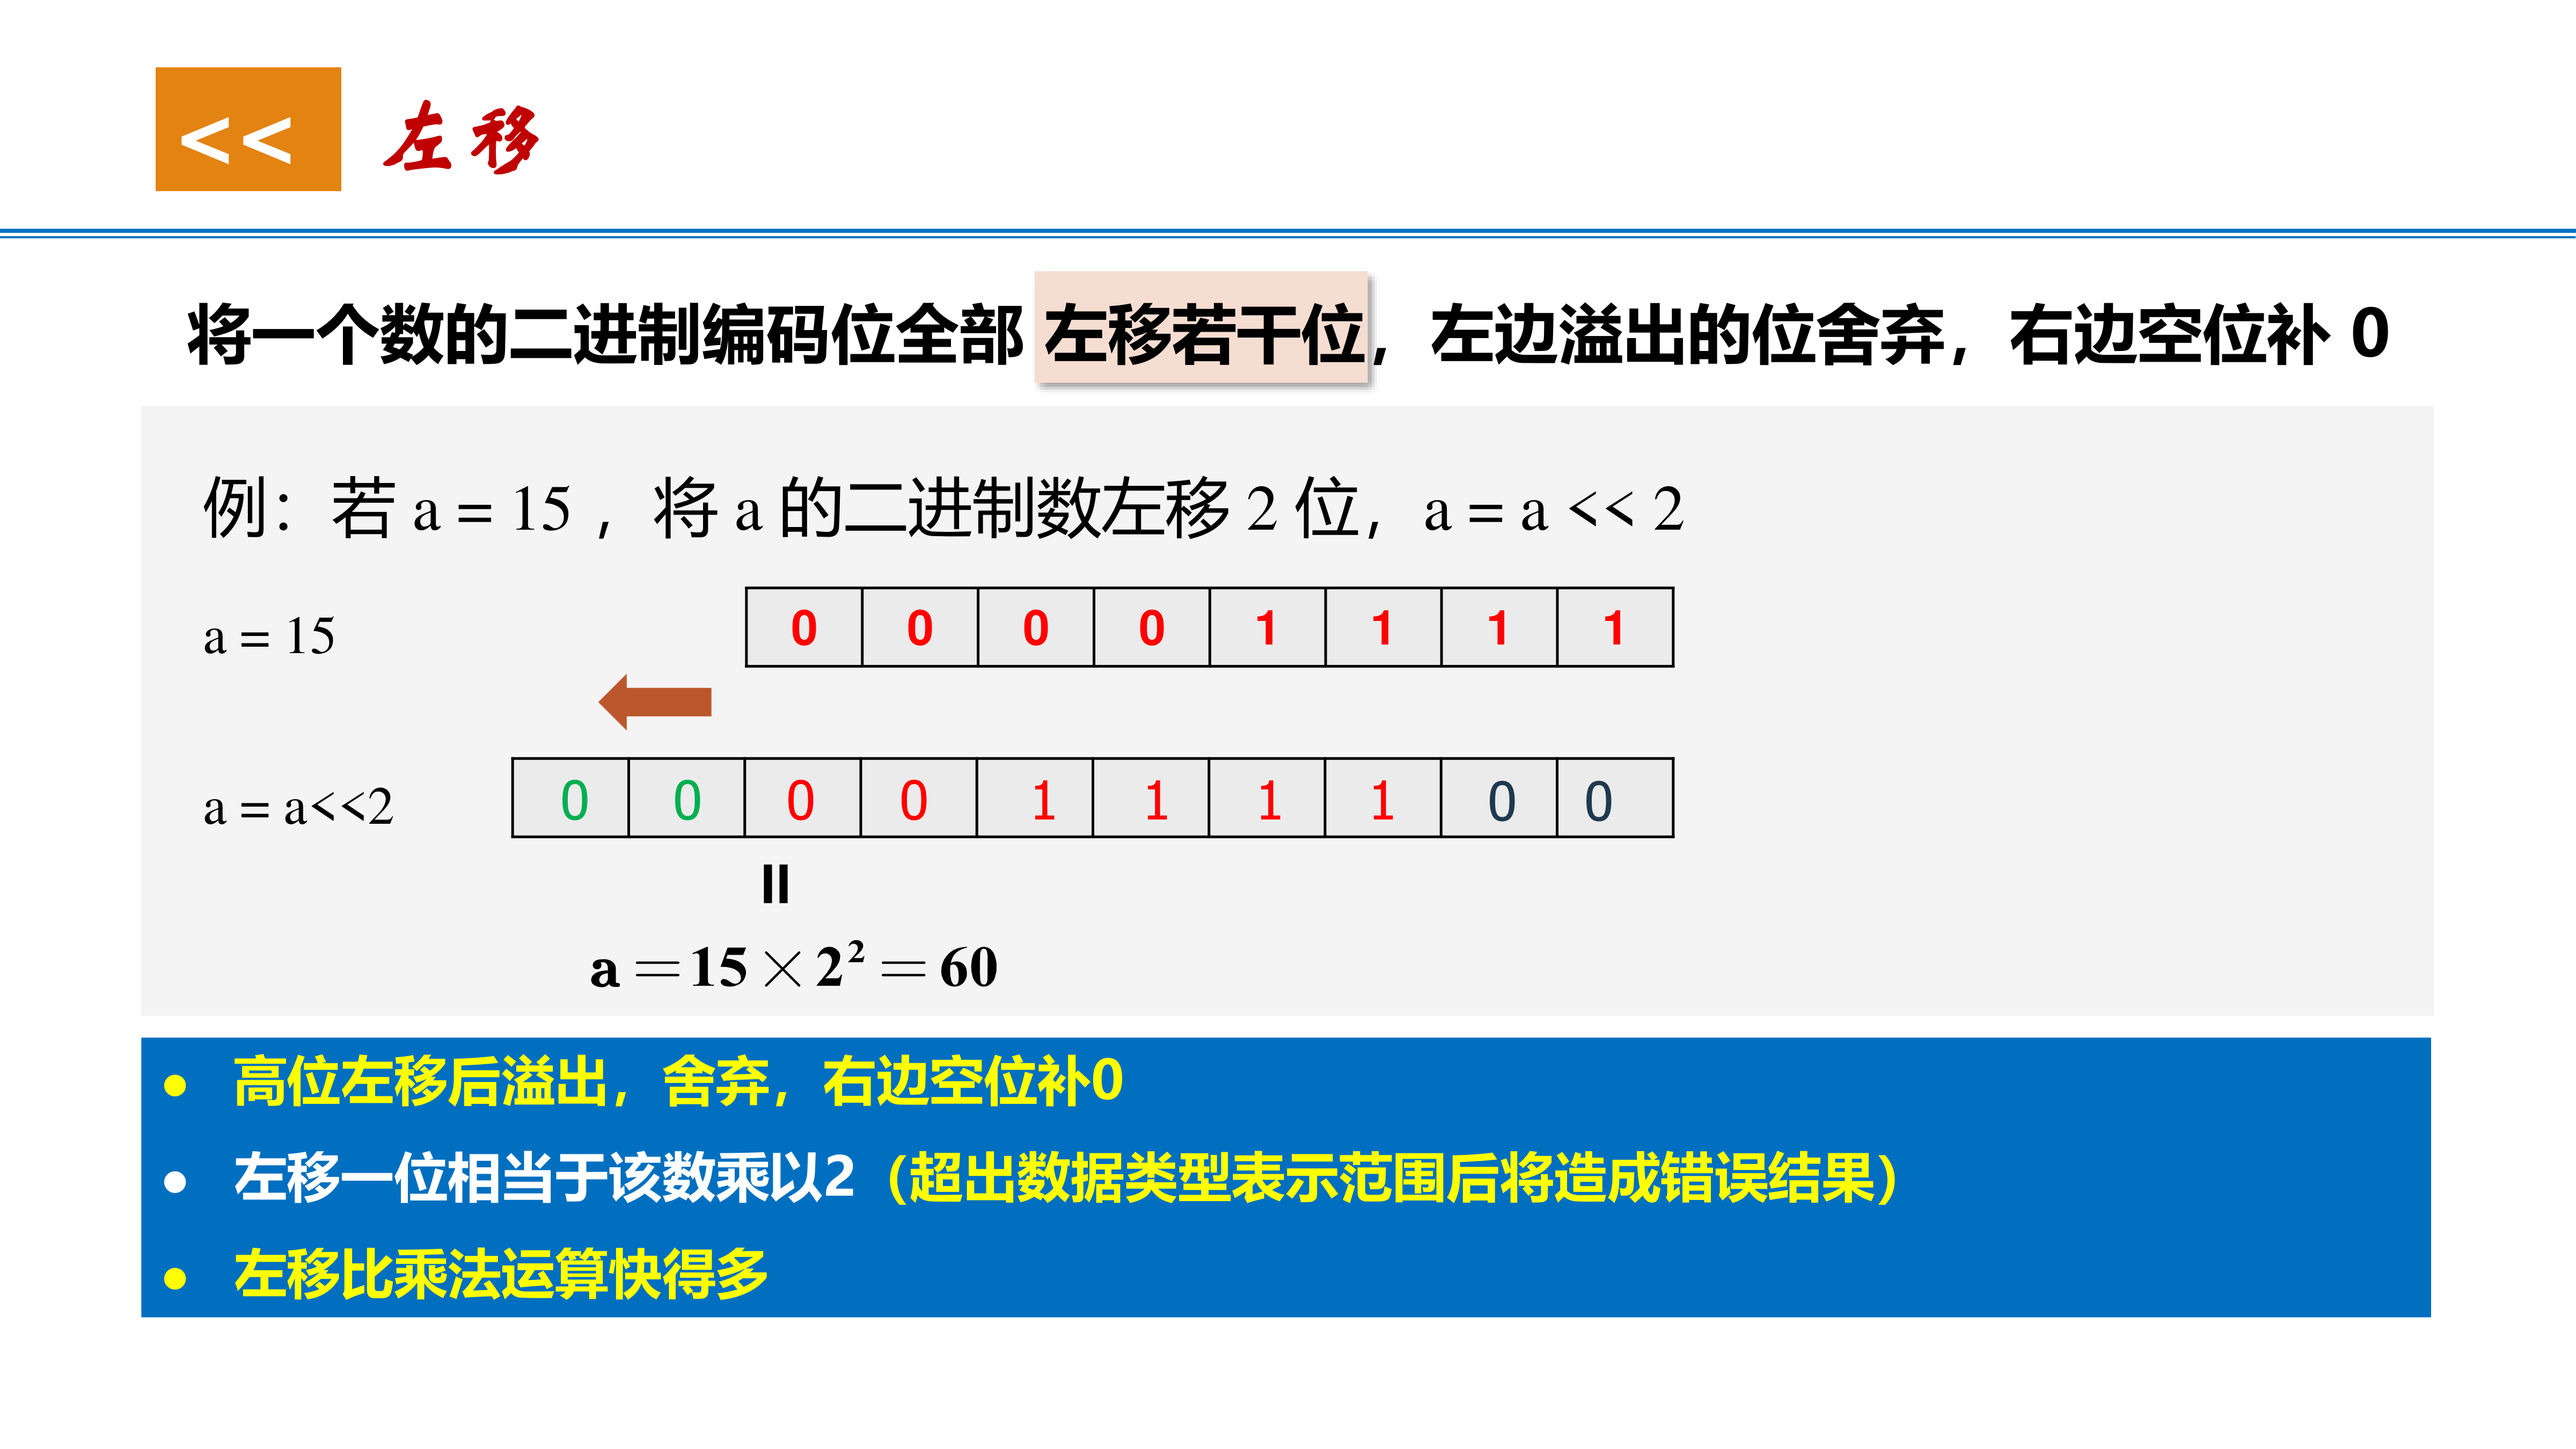 << 左移
将一个数的二进制编码位全部 左移若干位，左边溢出的位舍弃，右边空位补 0
例：若 a = 15 ，将 a 的二进制数左移 2 位，a = a << 2
a = 15 0 0 0 0 1 1 1 1
a = a<<2 0 0 0 0 1 1 1 1 0 0
=
a＝15×2²＝60
● 高位左移后溢出，舍弃，右边空位补0
● 左移一位相当于该数乘以2（超出数据类型表示范围后将造成错误结果）
● 左移比乘法运算快得多